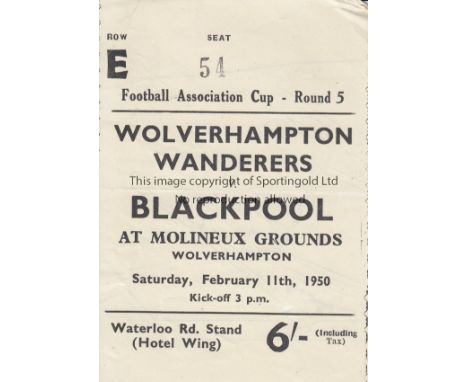 ROW SEAT
E 54
Football Association Cup - Round 5
WOLVERHAMPTON
WANDERERS
This image copyright of Sportingold Ltd
v.
No reproduction allowed
BLACKPOOL
AT MOLINEUX GROUNDS
WOLVERHAMPTON
Saturday, February 11th, 1950
Kick-off 3 p.m.
Waterloo Rd. Stand
(Hotel Wing)
6/- (Including
Tax)